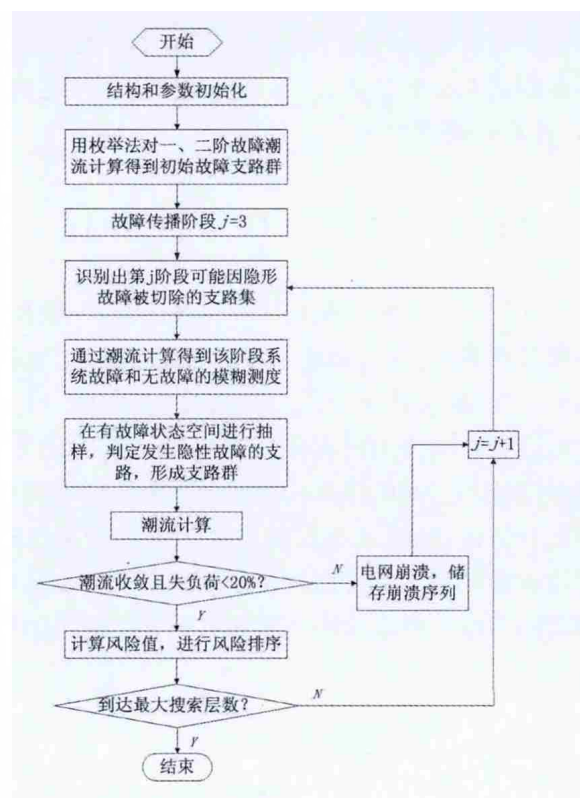 开始
结构和参数初始化
用枚举法对一、二阶故障潮
流计算得到初始故障支路群
故障传播阶段j=3
识别出第j阶段可能因隐形
故障被切除的支路集
通过潮流计算得到该阶段系
统故障和无故障的模糊测度
在有故障状态空间进行抽
样，判定发生隐性故障的支
路，形成支路群
j=j+1
潮流计算
潮流收敛且失负荷<20%?
N
电网崩溃，储
存崩溃序列
Y
计算风险值，进行风险排序
到达最大搜索层数?
N
Y
结束